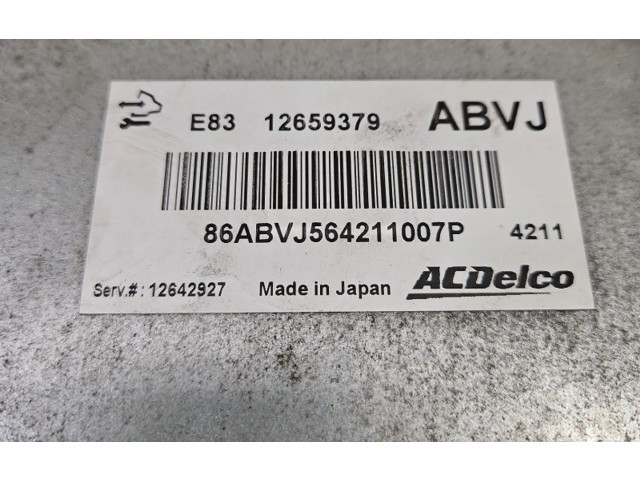 E83 12659379 ABVJ
86ABVJ564211007P 4211
Serv.#: 12642927 Made in Japan ACDelco